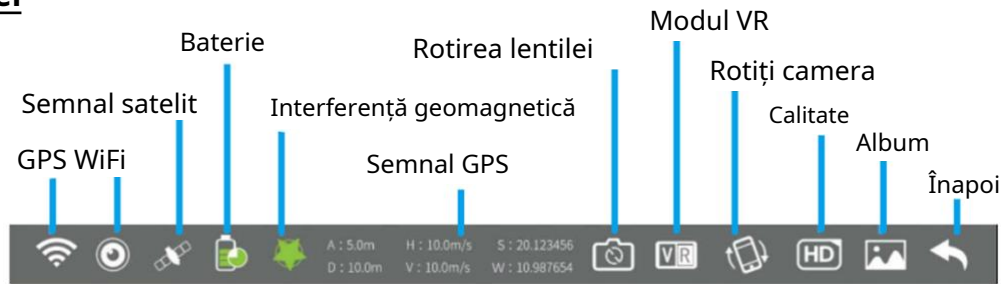 Baterie
Rotirea lentilei
Modul VR
Rotiți camera
Semnal satelit
Interferență geomagnetică
Calitate
Album
GPS WiFi
Semnal GPS
Înapoi
A : 5.0m H : 10.0m/s S : 20.123456
D : 10.0m V : 10.0m/s W : 10.987654
VR
HD